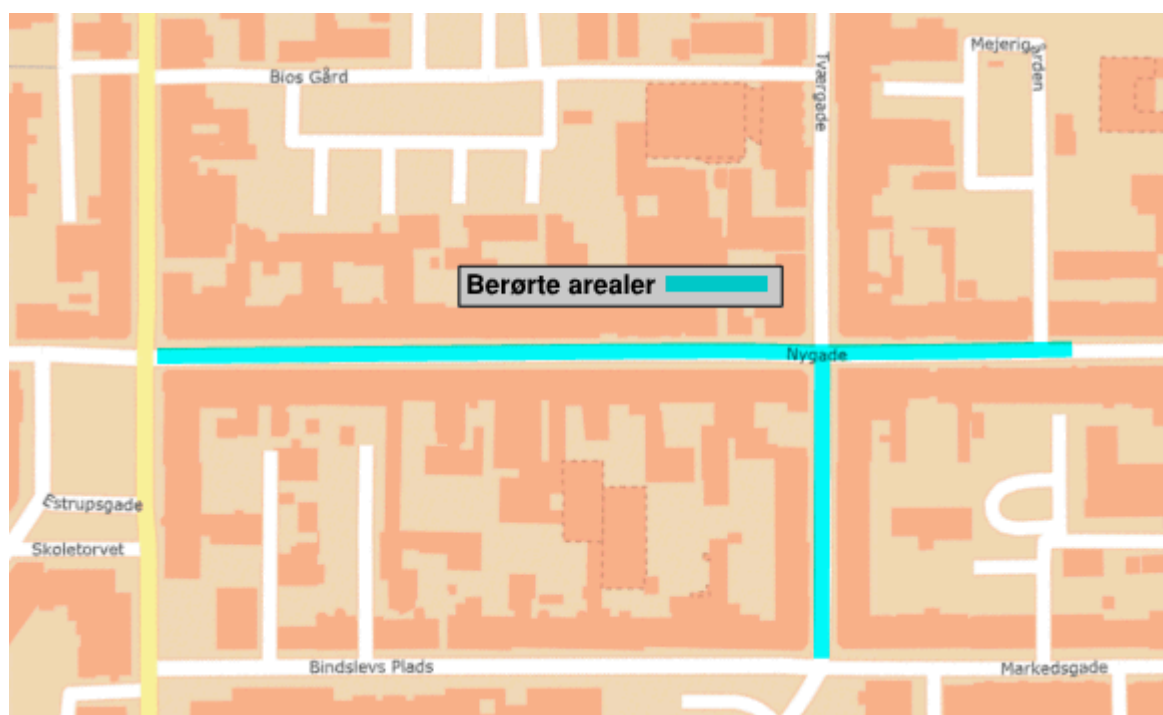 Mejerigården
Bios Gård
Tværgade
Berørte arealer
Nygade
Estrupsgade
Skoletorvet
Bindslevs Plads
Markedsgade